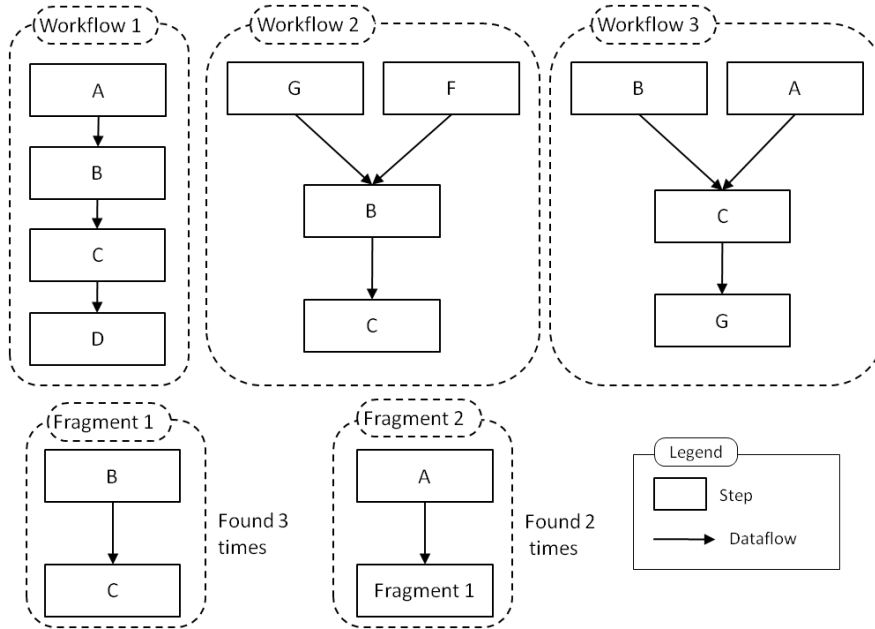 Workflow 1
A
B
C
D
Workflow 2
G
F
B
C
Workflow 3
B
A
C
G
Fragment 1
B
C
Found 3
times
Fragment 2
A
Fragment 1
Found 2
times
Legend
Step
Dataflow